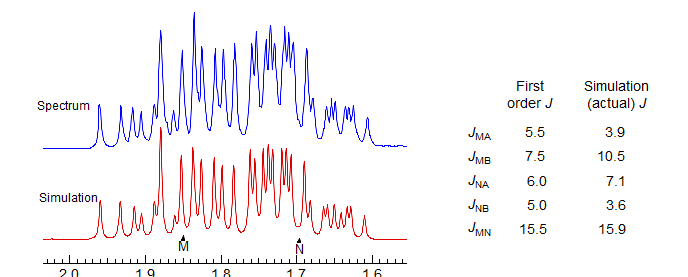 Spectrum
Simulation
M
N
2.0 1.9 1.8 1.7 1.6
First Simulation
order J (actual) J
JMA 5.5 3.9
JMB 7.5 10.5
JNA 6.0 7.1
JNB 5.0 3.6
JMN 15.5 15.9